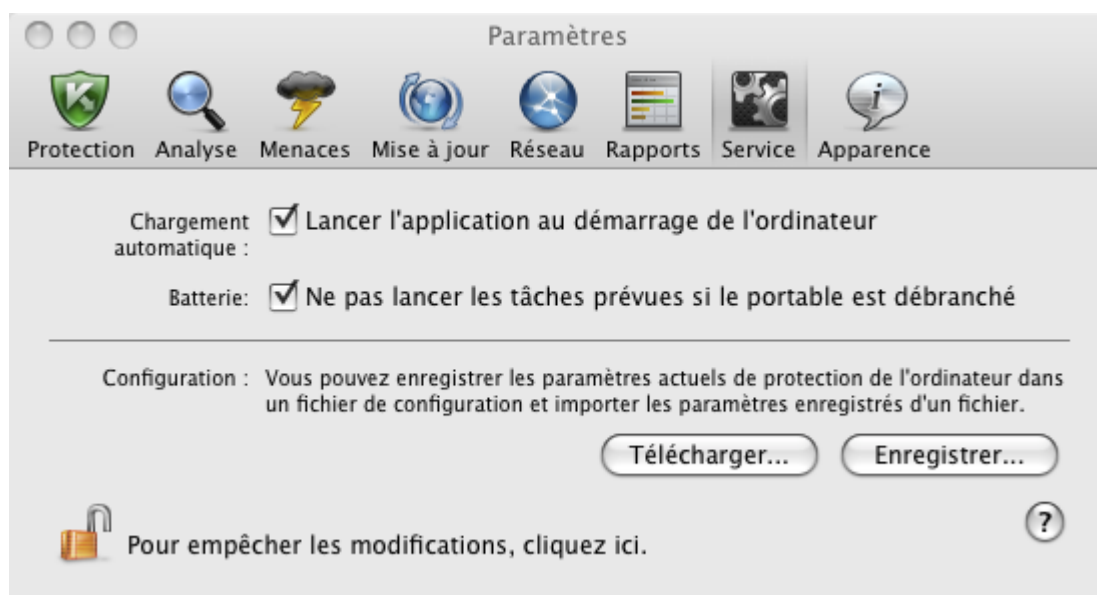 Paramètres
Protection Analyse Menaces Mise à jour Réseau Rapports Service Apparence
Chargement automatique : Lancer l'application au démarrage de l'ordinateur
Batterie: Ne pas lancer les tâches prévues si le portable est débranché
Configuration : Vous pouvez enregistrer les paramètres actuels de protection de l'ordinateur dans
un fichier de configuration et importer les paramètres enregistrés d'un fichier.
Télécharger... Enregistrer...
?
Pour empêcher les modifications, cliquez ici.